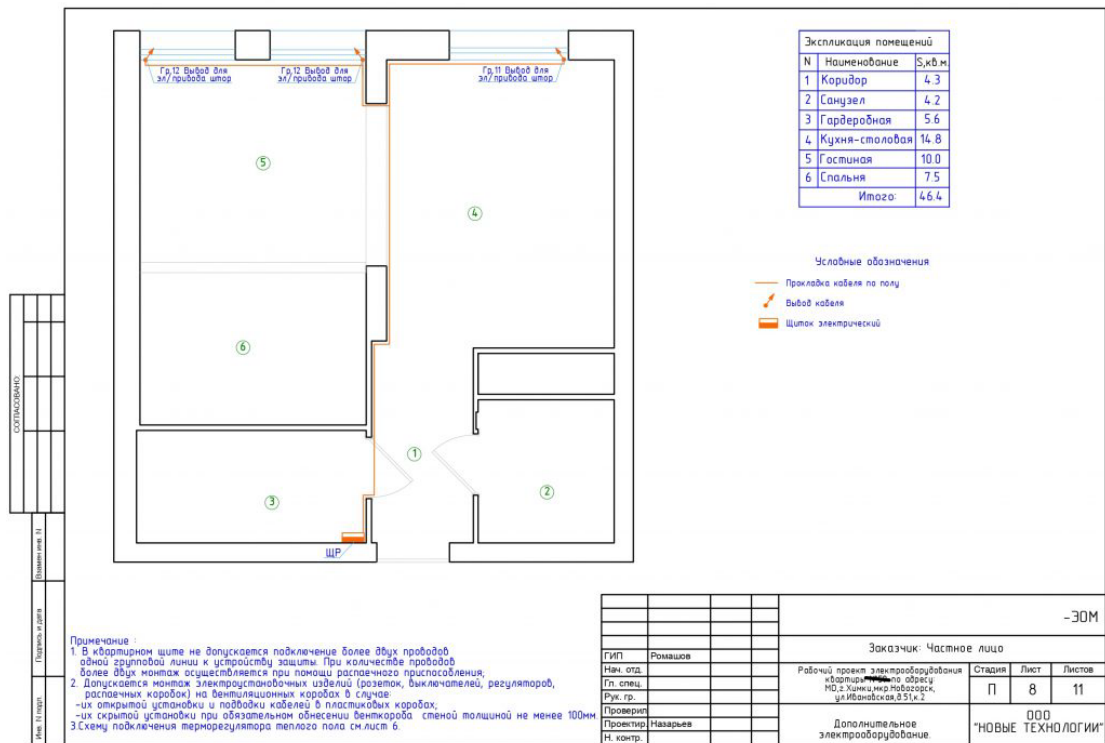 Гр.12 Вывод для
эл/привода штор
Гр.12 Вывод для
эл/привода штор
Гр.11 Вывод для
эл/привода штор
5
4
6
1
3
2
ЩР
Экспликация помещений
N Наименование S,кв.м.
1 Коридор 4.3
2 Санузел 4.2
3 Гардеробная 5.6
4 Кухня-столовая 14.8
5 Гостиная 10.0
6 Спальня 7.5
Итого: 46.4
Условные обозначения
Прокладка кабеля по полу
Вывод кабеля
Щиток электрический
СОГЛАСОВАНО:
Взамен инв. N
Подпись и дата
Инв. N подл.
Примечание :
1. В квартирном щите не допускается подключение более двух проводов
одной групповой линии к устройству защиты. При количестве проводов
более двух монтаж осуществляется при помощи распаечного приспособления;
2. Допускается монтаж электроустановочных изделий (розеток, выключателей, регуляторов,
распаечных коробок) на вентиляционных коробах в случае:
-их открытой установки и подводки кабелей в пластиковых коробах;
-их скрытой установки при обязательном обнесении венткороба стеной толщиной не менее 100мм.
3.Схему подключения терморегулятора теплого пола см.лист 6.
-ЭОМ
Заказчик: Частное лицо
ГИП Ромашов
Нач. отд.
Гл. спец.
Рук. гр.
Проверил
Проектир. Назарьев
Н. контр.
Рабочий проект электрооборудования
квартиры по адресу
МО,г.Химки,мкр.Новогорск,
ул.Ивановская,д.51,к.2
Стадия Лист Листов
П 8 11
Дополнительное
электрооборудование.
ООО
"НОВЫЕ ТЕХНОЛОГИИ"